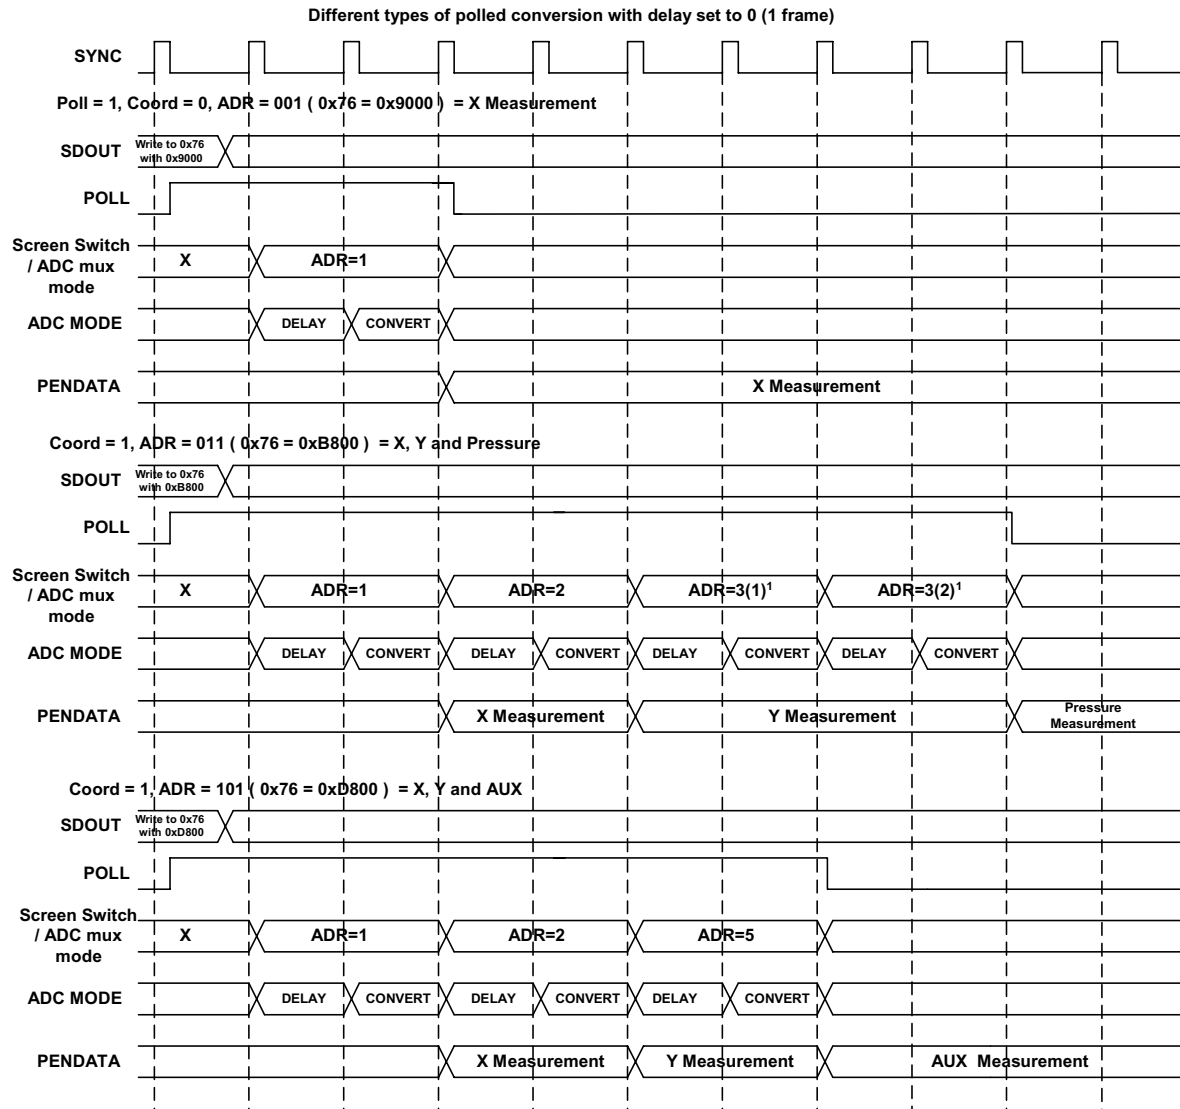 Different types of polled conversion with delay set to 0 (1 frame)
SYNC
Poll = 1, Coord = 0, ADR = 001 ( 0x76 = 0x9000 ) = X Measurement
SDOUT
Write to 0x76
with 0x9000
POLL
Screen Switch
/ ADC mux
mode
X
ADR=1
ADC MODE
DELAY
CONVERT
PENDATA
X Measurement
Coord = 1, ADR = 011 ( 0x76 = 0xB800 ) = X, Y and Pressure
SDOUT
Write to 0x76
with 0xB800
POLL
Screen Switch
/ ADC mux
mode
X
ADR=1
ADR=2
ADR=3(1)¹
ADR=3(2)¹
ADC MODE
DELAY
CONVERT
DELAY
CONVERT
DELAY
CONVERT
DELAY
CONVERT
PENDATA
X Measurement
Y Measurement
Pressure
Measurement
Coord = 1, ADR = 101 ( 0x76 = 0xD800 ) = X, Y and AUX
SDOUT
Write to 0x76
with 0xD800
POLL
Screen Switch
/ ADC mux
mode
X
ADR=1
ADR=2
ADR=5
ADC MODE
DELAY
CONVERT
DELAY
CONVERT
DELAY
CONVERT
PENDATA
X Measurement
Y Measurement
AUX Measurement